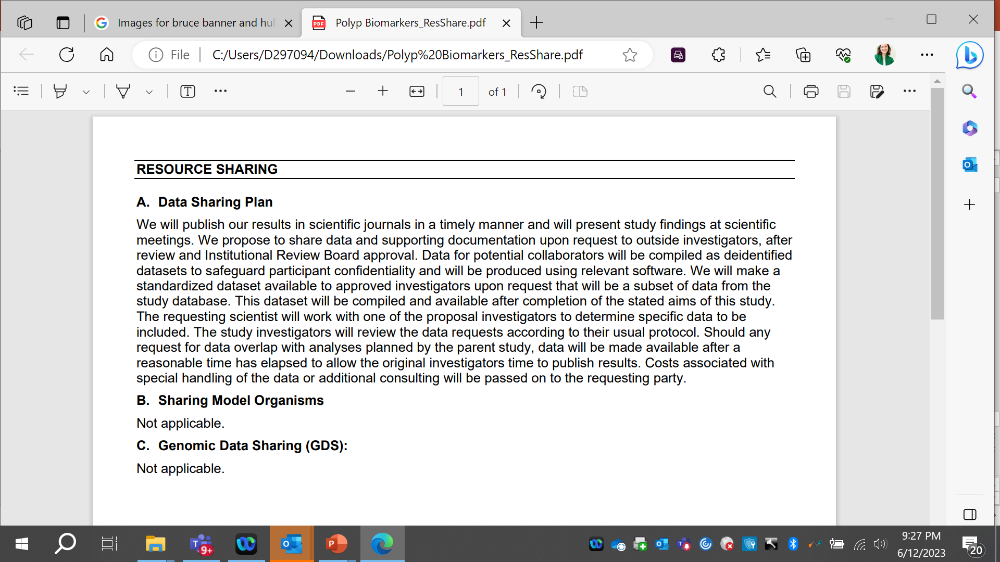 Images for bruce banner and hul
Polyp Biomarkers_ResShare.pdf
File
C:/Users/D297094/Downloads/Polyp%20Biomarkers_ResShare.pdf
1
of 1
RESOURCE SHARING
A. Data Sharing Plan
We will publish our results in scientific journals in a timely manner and will present study findings at scientific
meetings. We propose to share data and supporting documentation upon request to outside investigators, after
review and Institutional Review Board approval. Data for potential collaborators will be compiled as deidentified
datasets to safeguard participant confidentiality and will be produced using relevant software. We will make a
standardized dataset available to approved investigators upon request that will be a subset of data from the
study database. This dataset will be compiled and available after completion of the stated aims of this study.
The requesting scientist will work with one of the proposal investigators to determine specific data to be
included. The study investigators will review the data requests according to their usual protocol. Should any
request for data overlap with analyses planned by the parent study, data will be made available after a
reasonable time has elapsed to allow the original investigators time to publish results. Costs associated with
special handling of the data or additional consulting will be passed on to the requesting party.
B. Sharing Model Organisms
Not applicable.
C. Genomic Data Sharing (GDS):
Not applicable.
9+
9:27 PM
6/12/2023
20